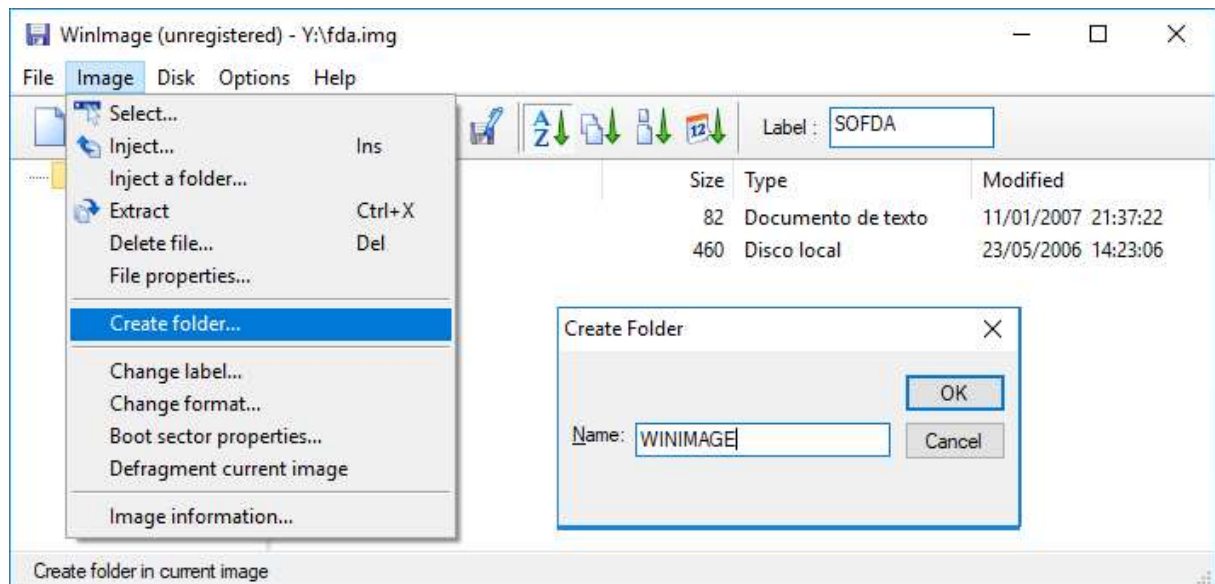 WinImage (unregistered) - Y:\fda.img
File Image Disk Options Help
Label : SOFDA
Select...
Inject... Ins
Inject a folder...
Extract Ctrl+X
Delete file... Del
File properties...
Create folder...
Change label...
Change format...
Boot sector properties...
Defragment current image
Image information...
Size Type Modified
82 Documento de texto 11/01/2007 21:37:22
460 Disco local 23/05/2006 14:23:06
Create Folder
OK
Name: WINIMAGE
Cancel
Create folder in current image